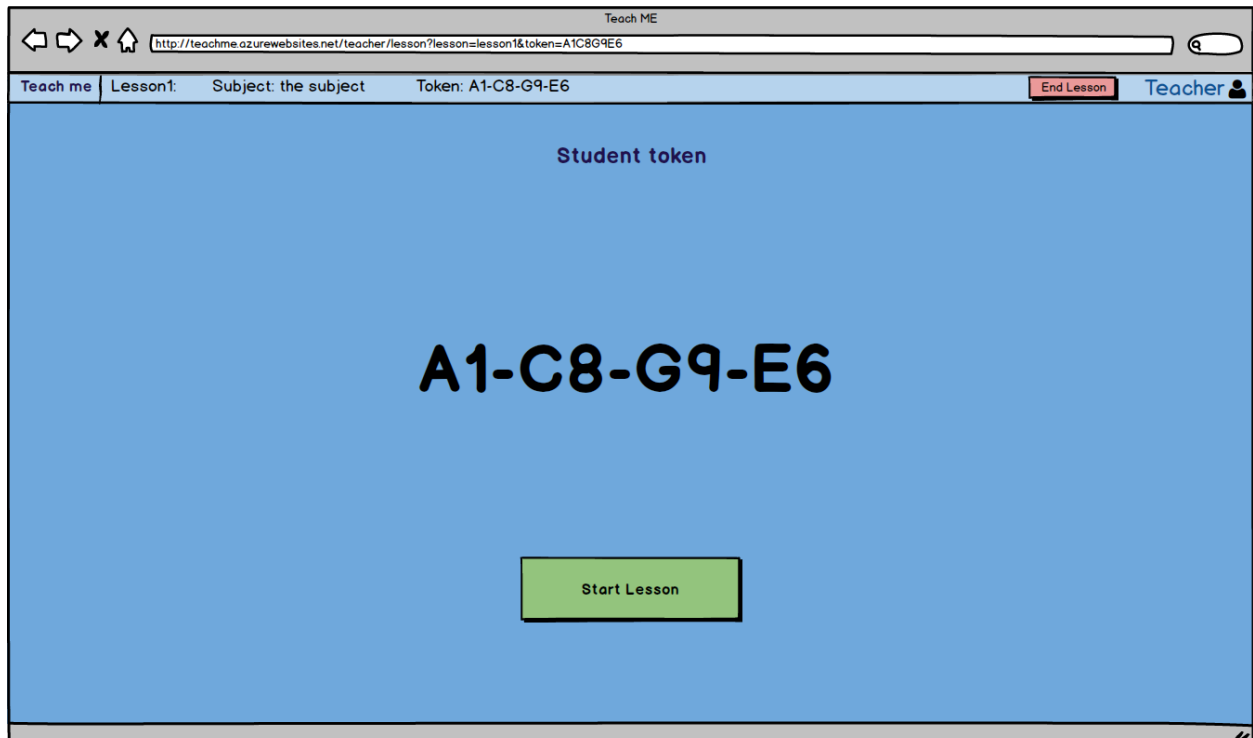 Teach ME
http://teachme.azurewebsites.net/teacher/lesson?lesson=lesson1&token=A1C8G9E6
Teach me Lesson1: Subject: the subject Token: A1-C8-G9-E6 End Lesson Teacher
Student token
A1-C8-G9-E6
Start Lesson